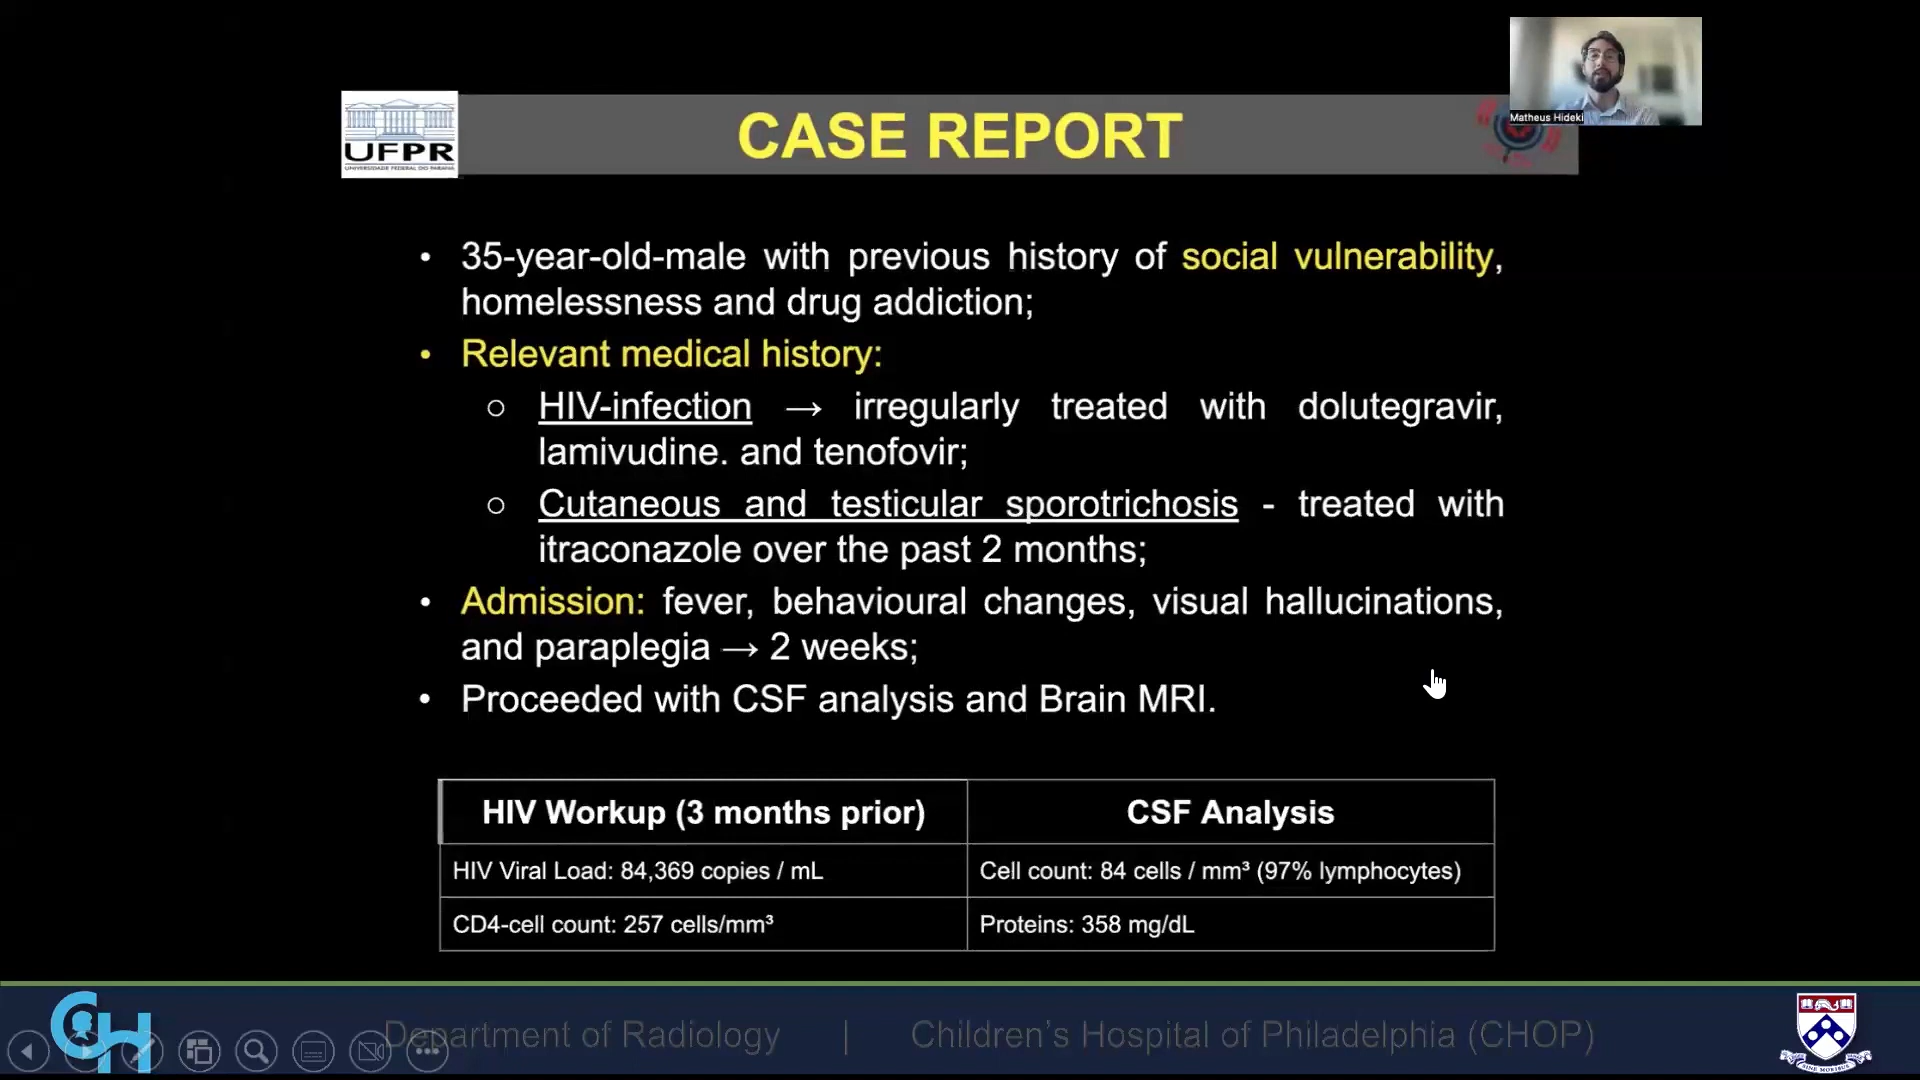 Matheus Hideki
UFPR
UNIVERSIDADE FEDERAL DO PARANÁ
CASE REPORT
• 35-year-old-male with previous history of social vulnerability,
homelessness and drug addiction;
• Relevant medical history:
○ HIV-infection → irregularly treated with dolutegravir,
lamivudine. and tenofovir;
○ Cutaneous and testicular sporotrichosis - treated with
itraconazole over the past 2 months;
• Admission: fever, behavioural changes, visual hallucinations,
and paraplegia → 2 weeks;
• Proceeded with CSF analysis and Brain MRI.
HIV Workup (3 months prior) CSF Analysis
HIV Viral Load: 84,369 copies / mL Cell count: 84 cells / mm³ (97% lymphocytes)
CD4-cell count: 257 cells/mm³ Proteins: 358 mg/dL
CH
Department of Radiology | Children's Hospital of Philadelphia (CHOP)